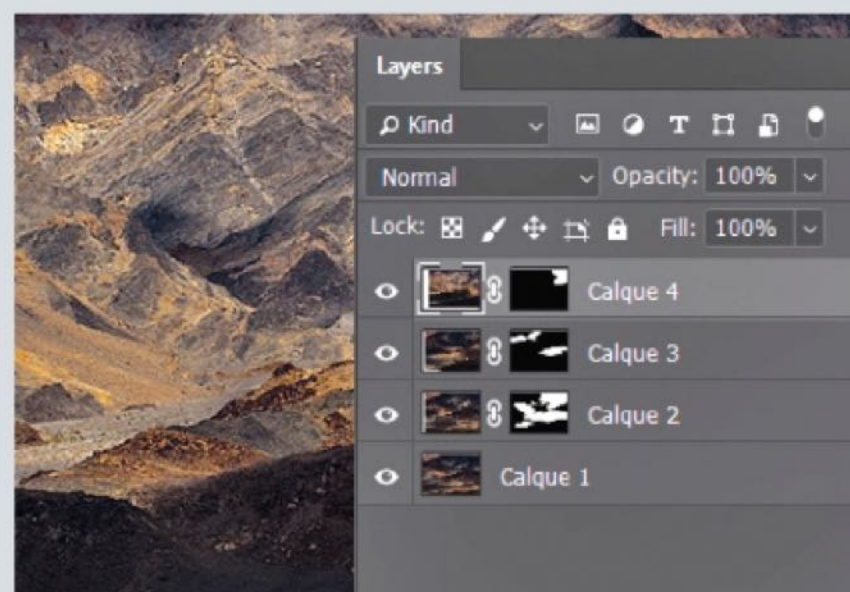 Layers
Kind
Normal Opacity: 100%
Lock: Fill: 100%
Calque 4
Calque 3
Calque 2
Calque 1